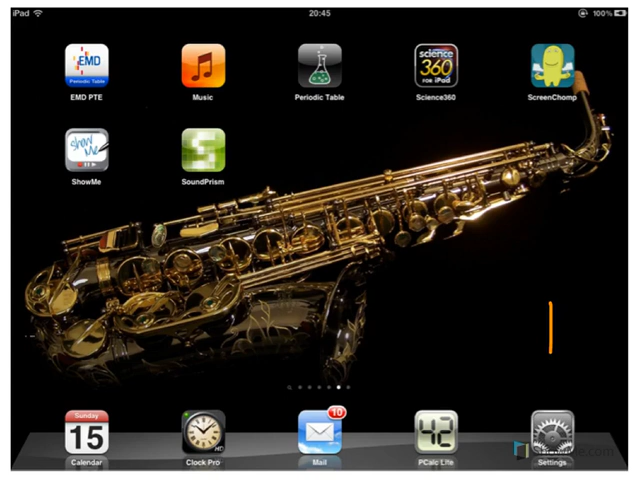 iPad 20:45 100%
EMD
Periodic Table
science
360
FOR iPad
EMD PTE Music Periodic Table Science360 ScreenChomp
Show
Me
S
ShowMe SoundPrism
Sunday 10
15 HD 42
Calendar Clock Pro Mail PCalc Lite Settings